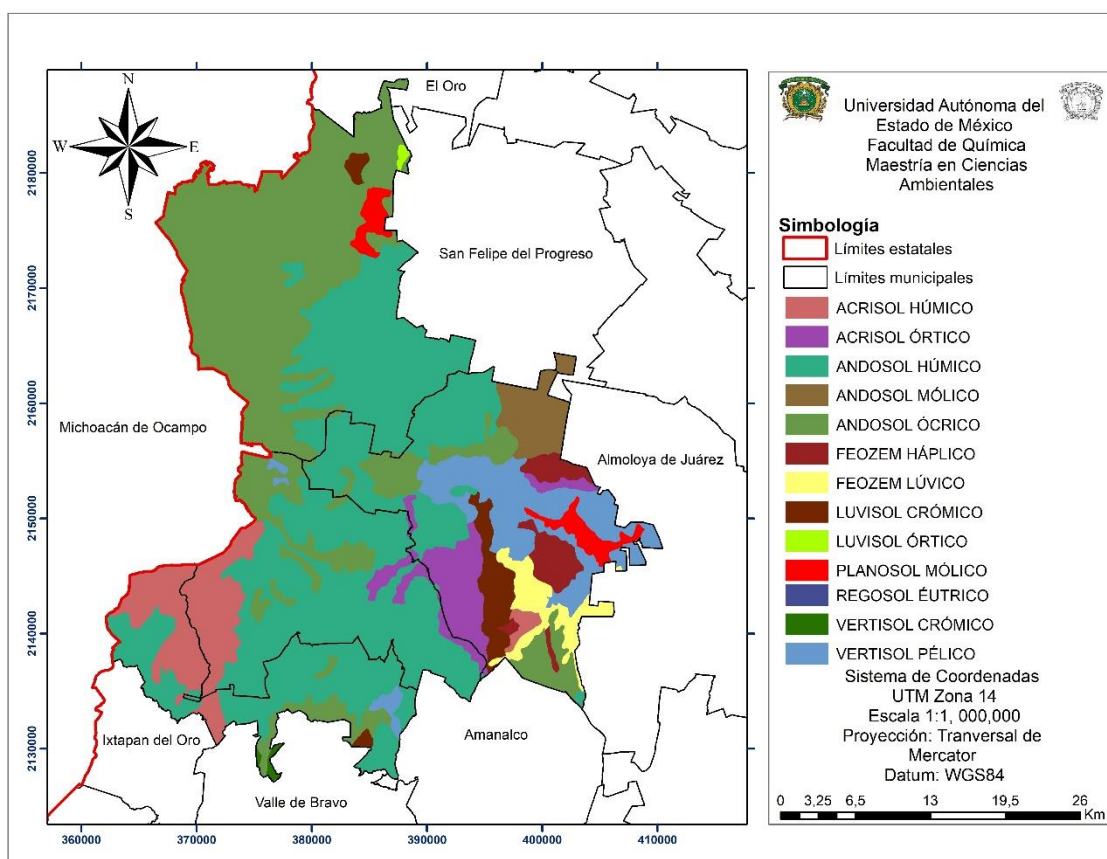 N
W
E
S
El Oro
San Felipe del Progreso
Michoacán de Ocampo
Almoloya de Juárez
Ixtapan del Oro
Amanalco
Valle de Bravo
2180000
2170000
2160000
2150000
2140000
2130000
360000
370000
380000
390000
400000
410000
Universidad Autónoma del
Estado de México
Facultad de Química
Maestría en Ciencias
Ambientales
Simbología
Límites estatales
Límites municipales
ACRISOL HÚMICO
ACRISOL ÓRTICO
ANDOSOL HÚMICO
ANDOSOL MÓLICO
ANDOSOL ÓCRICO
FEOZEM HÁPLICO
FEOZEM LÚVICO
LUVISOL CRÓMICO
LUVISOL ÓRTICO
PLANOSOL MÓLICO
REGOSOL ÉUTRICO
VERTISOL CRÓMICO
VERTISOL PÉLICO
Sistema de Coordenadas
UTM Zona 14
Escala 1:1, 000,000
Proyección: Tranversal de
Mercator
Datum: WGS84
0 3,25 6,5 13 19,5 26
Km